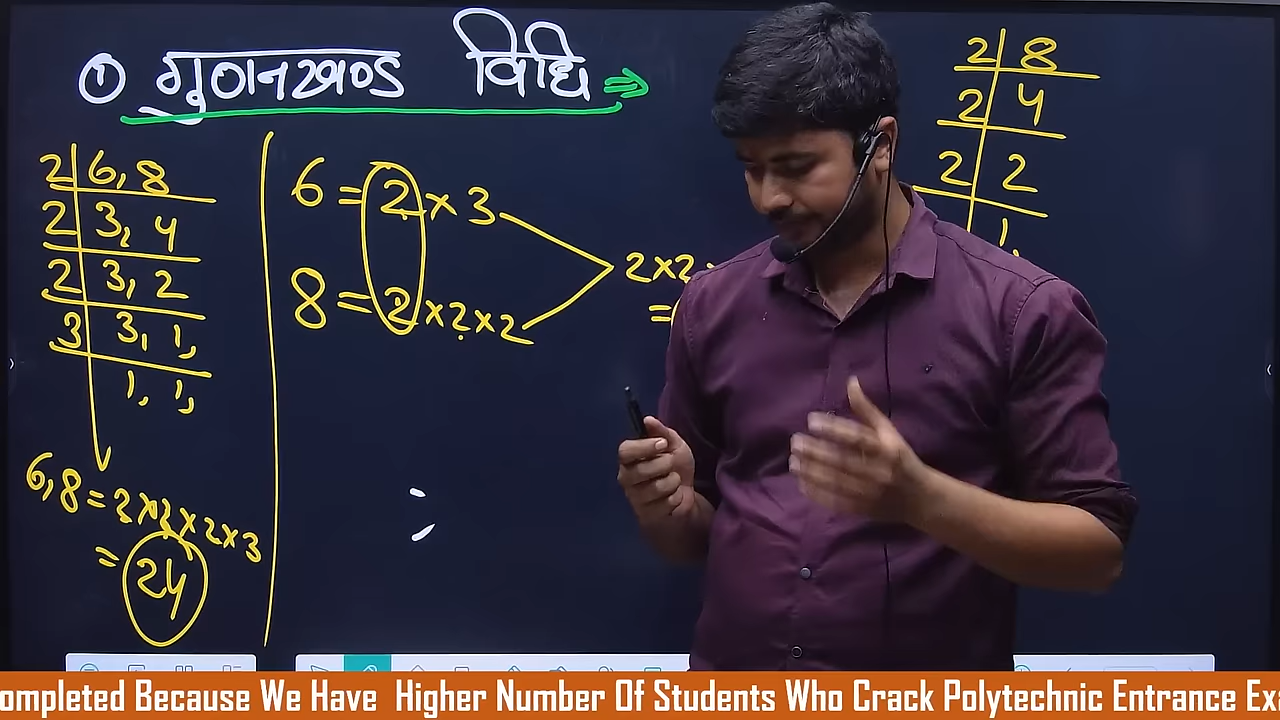 ① गुणनखण्ड विधि ⇒
2 | 6, 8
2 | 3, 4
2 | 3, 2
3 | 3, 1,
1, 1,
6,8 = 2×2×2×3
= 24
6 = 2 × 3
8 = 2 × 2 × 2
2×2
=
2 | 8
2 | 4
2 | 2
1,
ompleted Because We Have Higher Number Of Students Who Crack Polytechnic Entrance Exa